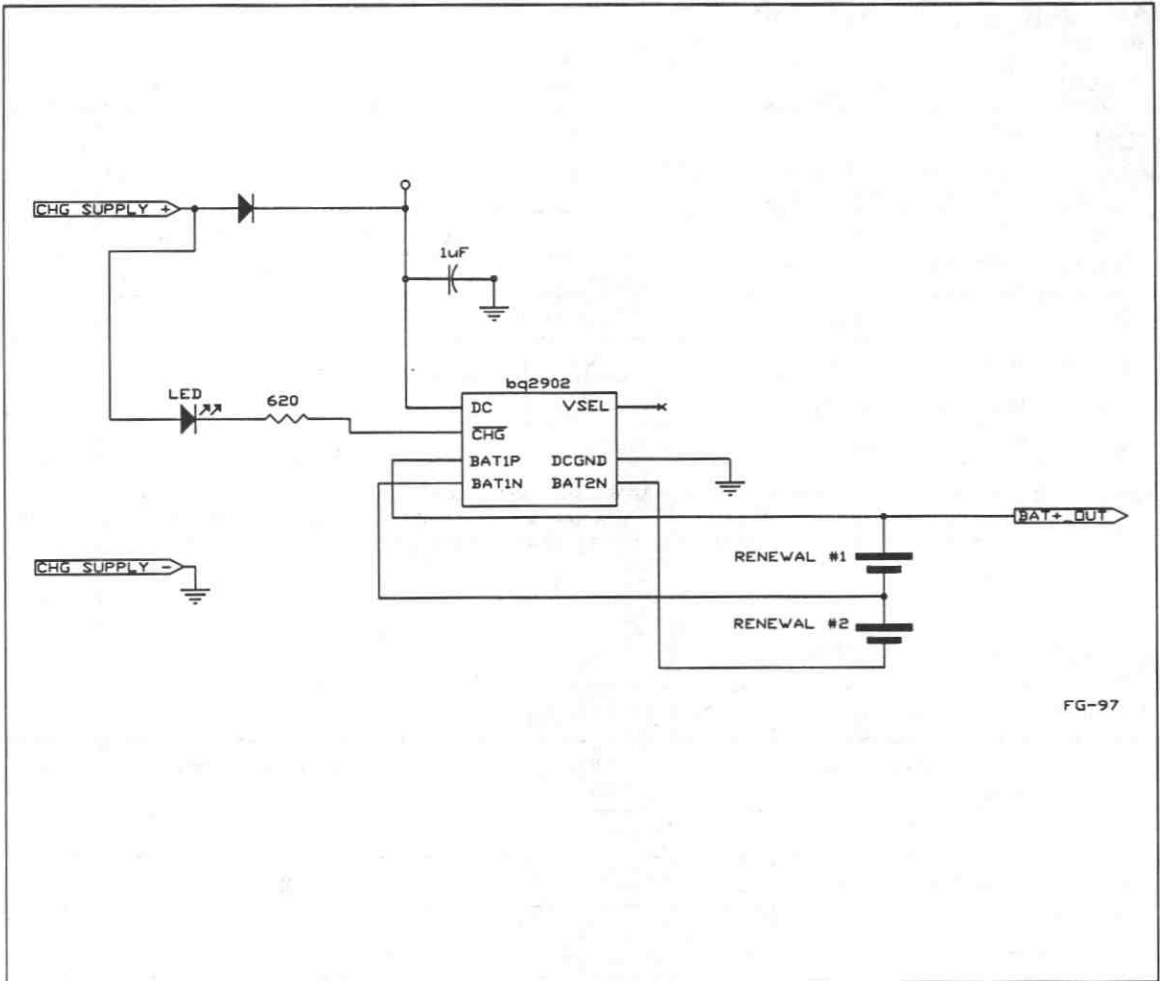 CHG SUPPLY +
1uF
LED
620
bq2902
DC
VSEL
CHG
BAT1P
DCGND
BAT1N
BAT2N
BAT+_OUT
RENEWAL #1
CHG SUPPLY -
RENEWAL #2
FG-97